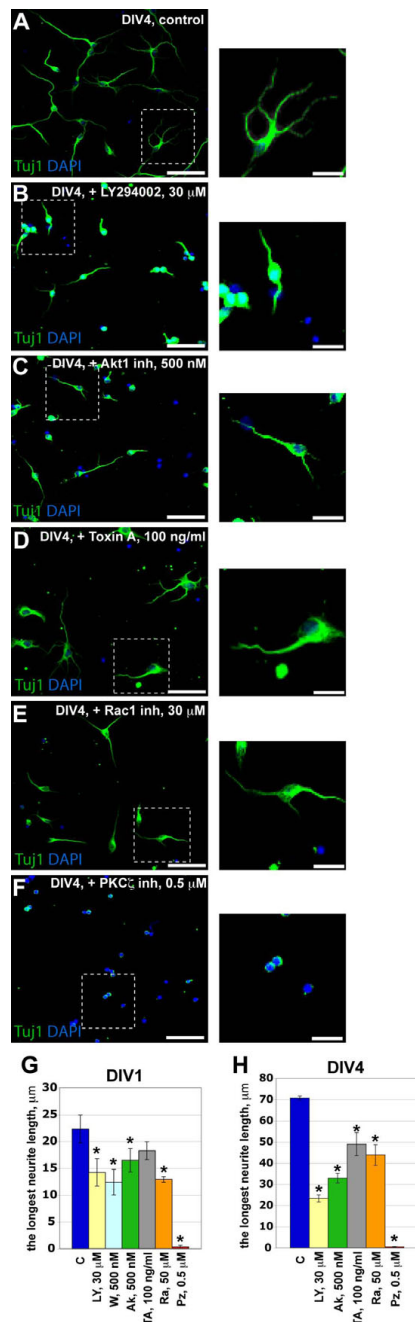 A
DIV4, control
Tuj1 DAPI
B
DIV4, + LY294002, 30 μM
Tuj1 DAPI
C
DIV4, + Akt1 inh, 500 nM
Tuj1 DAPI
D
DIV4, + Toxin A, 100 ng/ml
Tuj1 DAPI
E
DIV4, + Rac1 inh, 30 μM
Tuj1 DAPI
F
DIV4, + PKCζ inh, 0.5 μM
Tuj1 DAPI
G
DIV1
the longest neurite length, μm
30
25
20
15
10
5
0
* * * * *
C
LY, 30 μM
W, 500 nM
Ak, 500 nM
TA, 100 ng/ml
Ra, 50 μM
Pz, 0.5 μM
H
DIV4
the longest neurite length, μm
80
70
60
50
40
30
20
10
0
* * * * *
C
LY, 30 μM
Ak, 500 nM
TA, 100 ng/ml
Ra, 50 μM
Pz, 0.5 μM